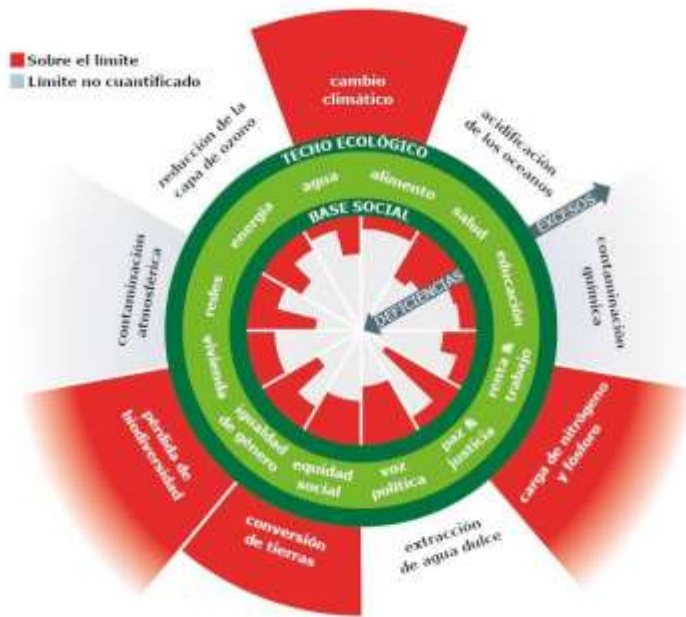 Sobre el límite
Límite no cuantificado
cambio
climático
reducción de la
capa de ozono
acidificación
de los oceanos
TECHO ECOLÓGICO
agua
alimento
energía
salud
BASE SOCIAL
EXCESOS
contaminación
atmosférica
redes
educación
DEFICIENCIAS
contaminación
química
vivienda
renta &
trabajo
igualdad
de género
equidad
social
voz
política
paz &
justicia
pérdida de
biodiversidad
carga de nitrógeno
y fósforo
conversión
de tierras
extracción
de agua dulce